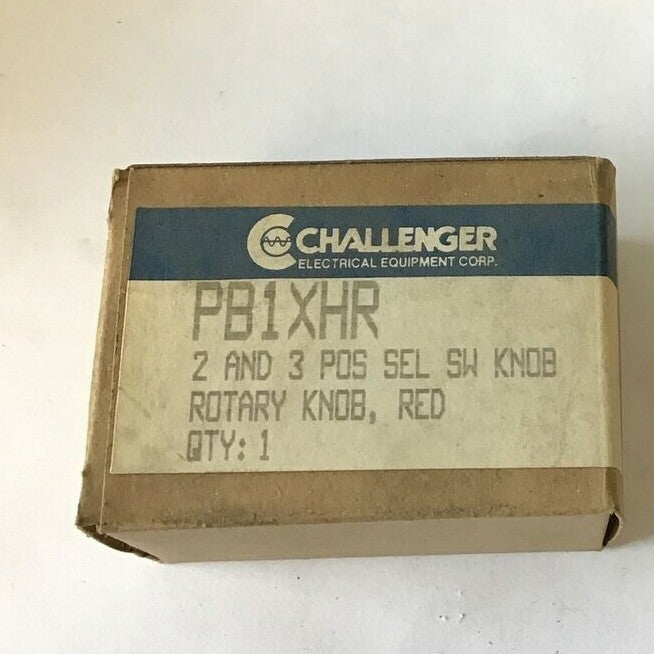 CHALLENGER
ELECTRICAL EQUIPMENT CORP.
PB1XHR
2 AND 3 POS SEL SW KNOB
ROTARY KNOB, RED
QTY: 1